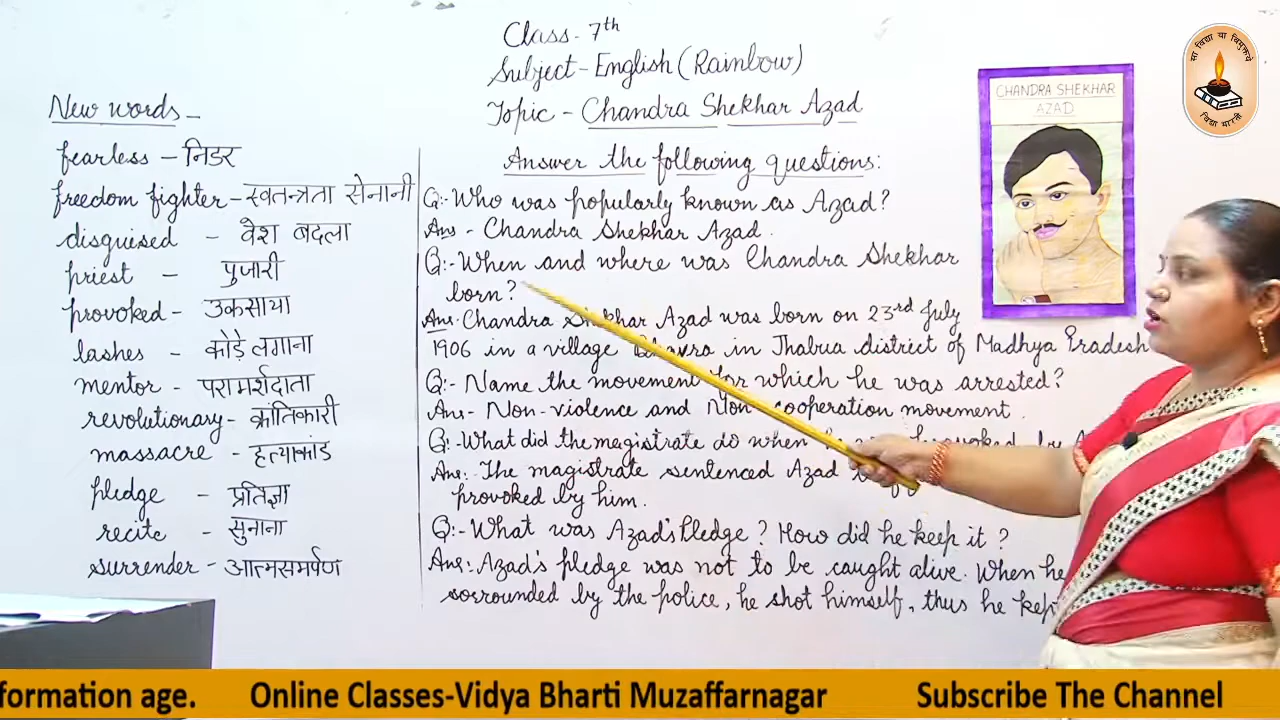 Class - 7th
Subject - English (Rainbow)
Topic - Chandra Shekhar Azad
New words -
fearless - निडर
freedom fighter - स्वतन्त्रता सेनानी
disguised - वेश बदला
priest - पुजारी
provoked - उकसाया
lashes - कोड़े लगाना
mentor - परामर्शदाता
revolutionary - क्रांतिकारी
massacre - हत्याकांड
pledge - प्रतिज्ञा
recite - सुनाना
surrender - आत्मसमर्पण
Answer the following questions:
Q:- Who was popularly known as Azad?
Ans - Chandra Shekhar Azad.
Q:- When and where was Chandra Shekhar
born?
Ans. Chandra Shekhar Azad was born on 23rd July
1906 in a village in Jhabua district of Madhya Pradesh
Q:- Name the movement for which he was arrested?
Ans - Non-violence and Non-cooperation movement.
Q:- What did the magistrate do when by
Ans:- The magistrate sentenced Azad
provoked by him.
Q:- What was Azad's Pledge? How did he keep it?
Ans: Azad's pledge was not to be caught alive. When he
sorrounded by the police, he shot himself, thus he kept
CHANDRA SHEKHAR
AZAD
सा विद्या या विमुक्तये
विद्या भारती
formation age. Online Classes-Vidya Bharti Muzaffarnagar Subscribe The Channel